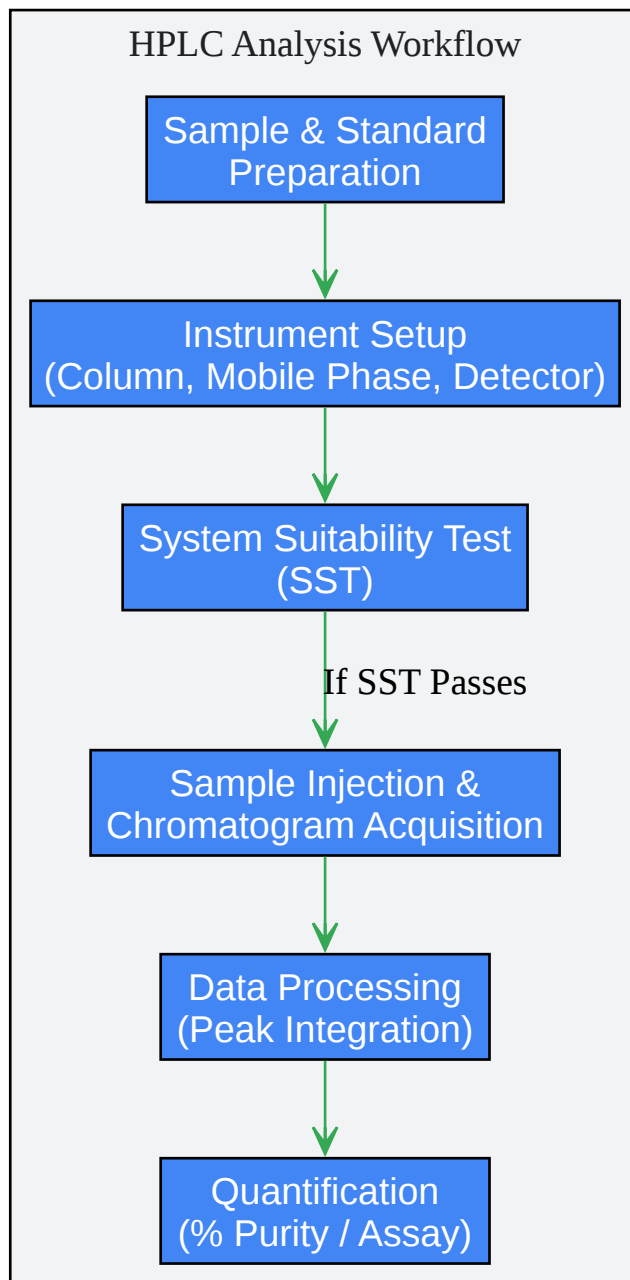 HPLC Analysis Workflow
Sample & Standard
Preparation
Instrument Setup
(Column, Mobile Phase, Detector)
System Suitability Test
(SST)
If SST Passes
Sample Injection &
Chromatogram Acquisition
Data Processing
(Peak Integration)
Quantification
(% Purity / Assay)